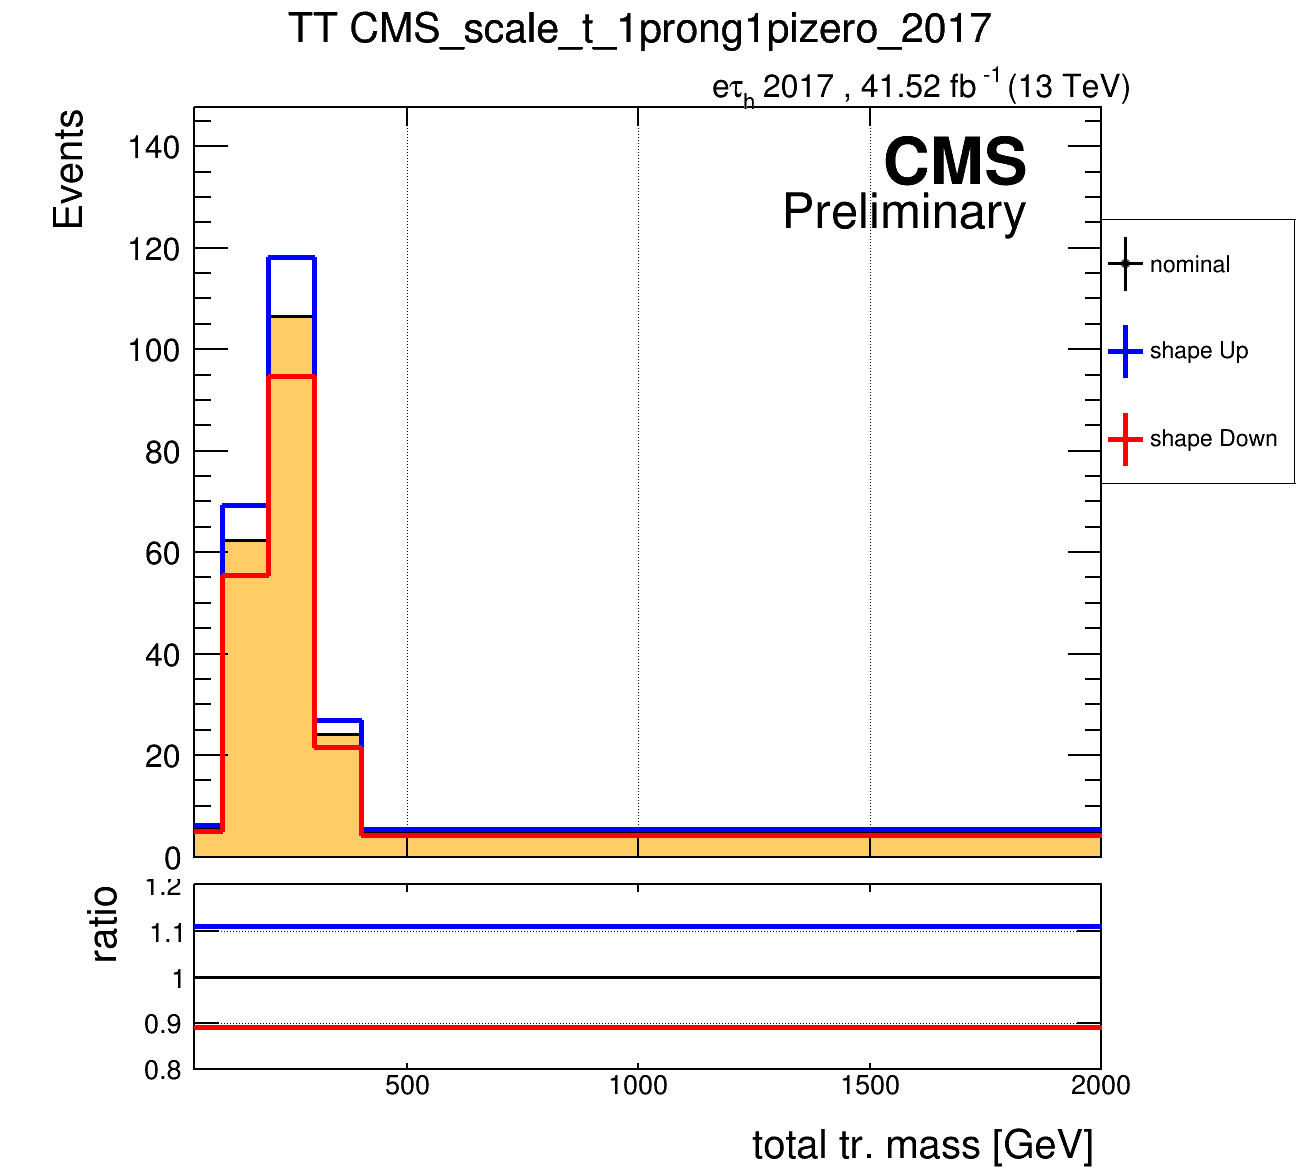 TT CMS_scale_t_1prong1pizero_2017
eτh 2017 , 41.52 fb-1 (13 TeV)
Events
140
120
100
80
60
40
20
0
CMS
Preliminary
nominal
shape Up
shape Down
ratio
1.2
1.1
1
0.9
0.8
500 1000 1500 2000
total tr. mass [GeV]